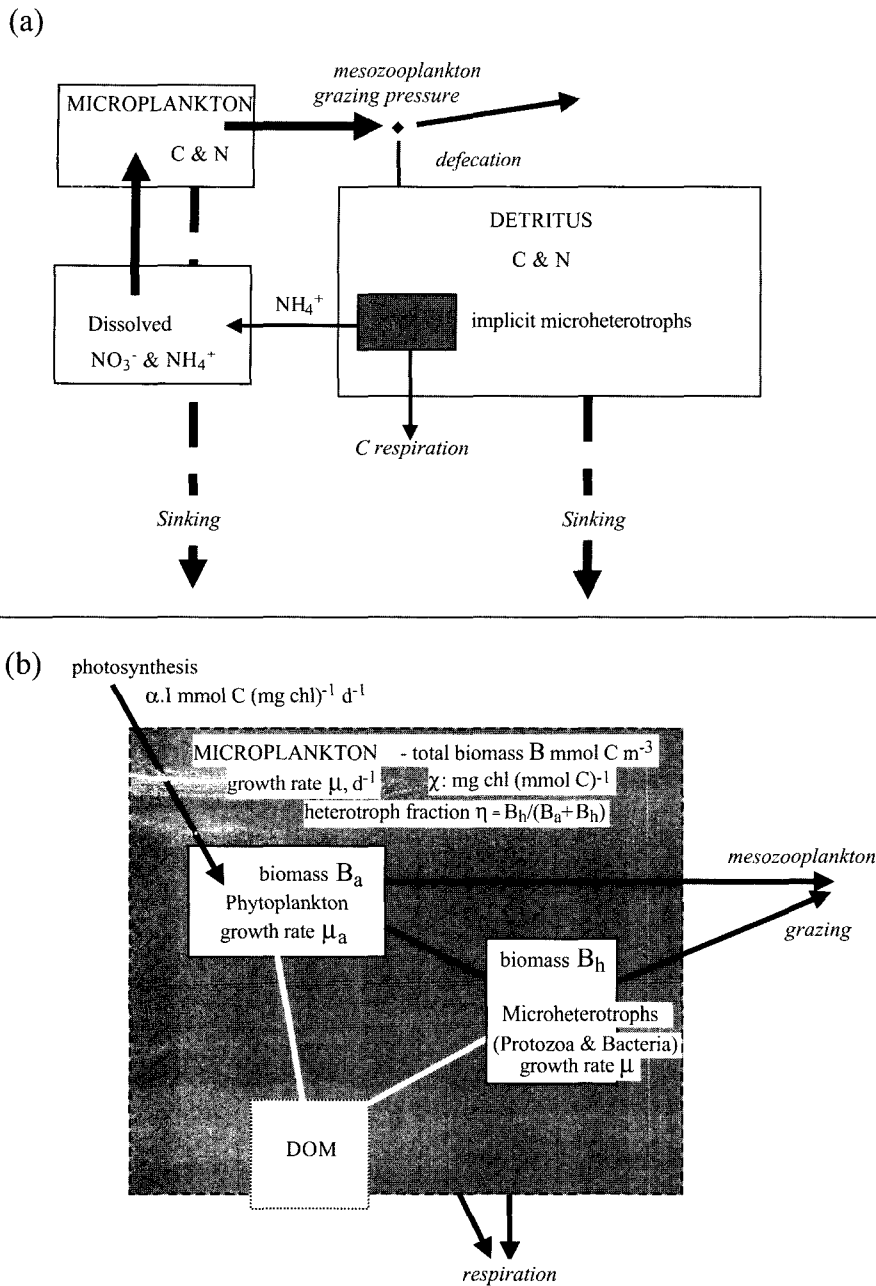 (a)
mesozooplankton
grazing pressure
MICROPLANKTON
C & N
defecation
DETRITUS
C & N
NH₄⁺
implicit microheterotrophs
Dissolved
NO₃⁻ & NH₄⁺
C respiration
Sinking
Sinking
(b)
photosynthesis
α.I mmol C (mg chl)⁻¹ d⁻¹
MICROPLANKTON - total biomass B mmol C m⁻³
growth rate μ, d⁻¹ χ: mg chl (mmol C)⁻¹
heterotroph fraction η = Bₕ/(Bₐ+Bₕ)
mesozooplankton
grazing
biomass Bₐ
Phytoplankton
growth rate μₐ
biomass Bₕ
Microheterotrophs
(Protozoa & Bacteria)
growth rate μ
DOM
respiration